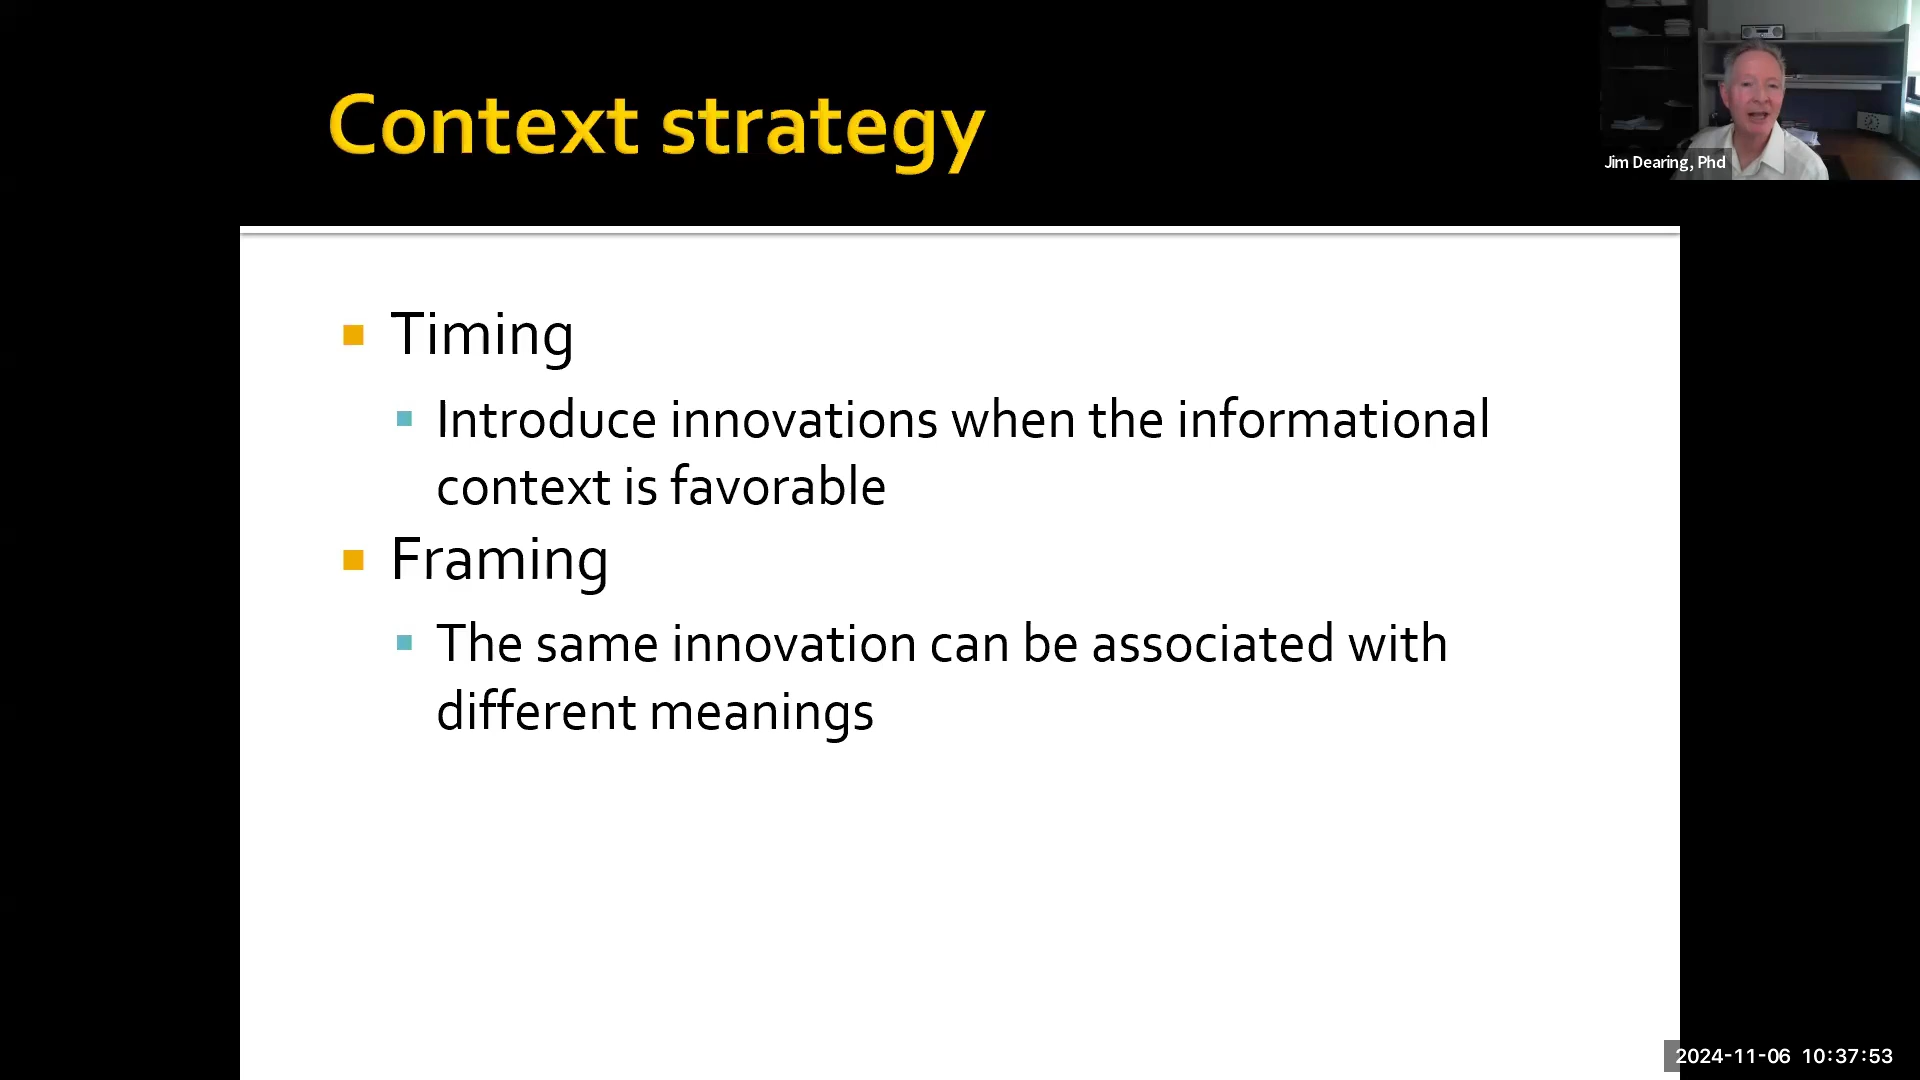 Context strategy
Jim Dearing, Phd
Timing
Introduce innovations when the informational
context is favorable
Framing
The same innovation can be associated with
different meanings
2024-11-06 10:37:53